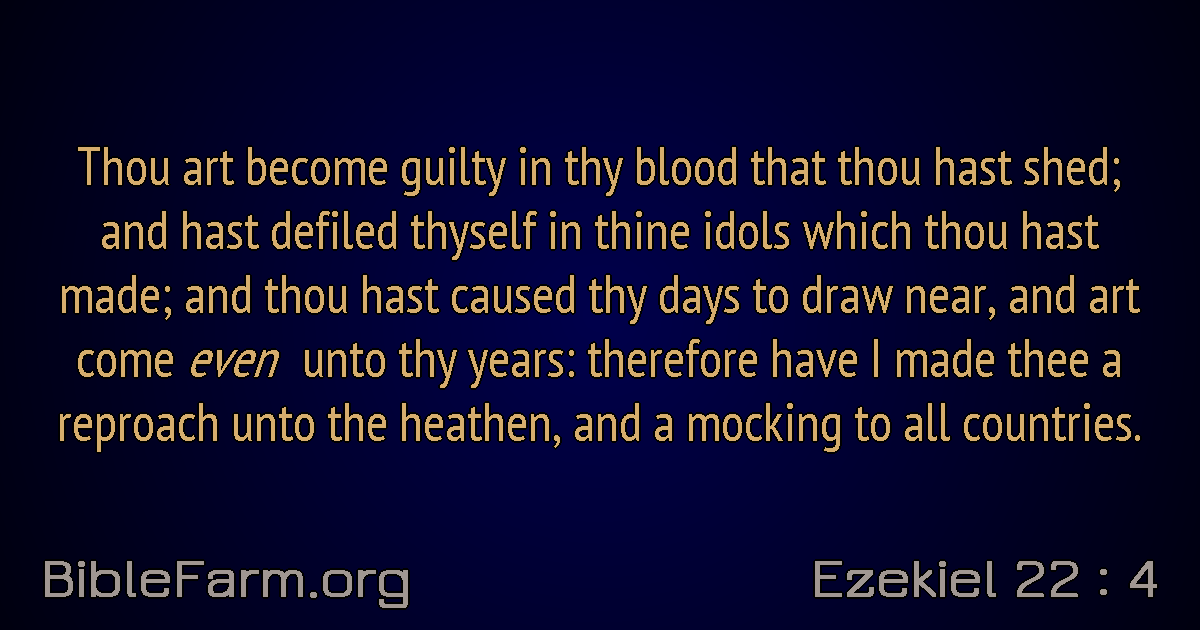 Thou art become guilty in thy blood that thou hast shed;
and hast defiled thyself in thine idols which thou hast
made; and thou hast caused thy days to draw near, and art
come even unto thy years: therefore have I made thee a
reproach unto the heathen, and a mocking to all countries.
BibleFarm.org
Ezekiel 22 : 4